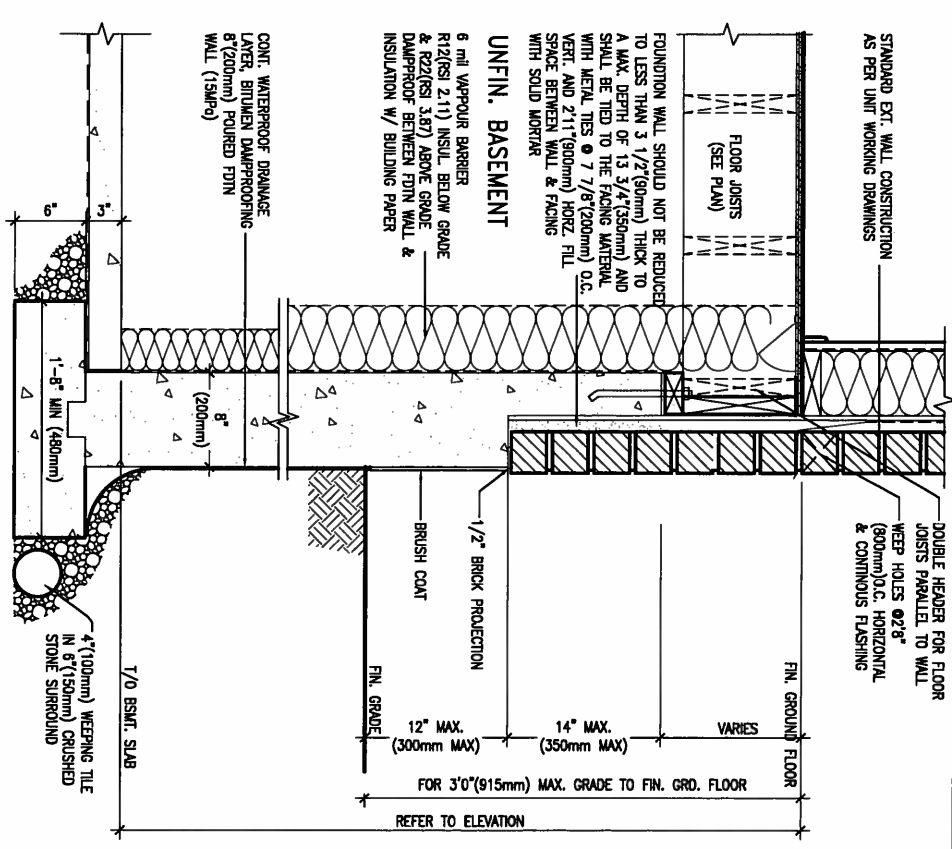 STANDARD EXT. WALL CONSTRUCTION
AS PER UNIT WORKING DRAWINGS
FLOOR JOISTS
(SEE PLAN)
FOUNDTION WALL SHOULD NOT BE REDUCED
TO LESS THAN 3 1/2"(90mm) THICK TO
A MAX. DEPTH OF 13 3/4"(350mm) AND
SHALL BE TIED TO THE FACING MATERIAL
WITH METAL TIES @ 7 7/8"(200mm) O.C.
VERT. AND 2'11"(900mm) HORZ. FILL
SPACE BETWEEN WALL & FACING
WITH SOLID MORTAR
UNFIN. BASEMENT
6 mil VAPPOUR BARRIER
R12(RSI 2.11) INSUL BELOW GRADE
& R22(RSI 3.87) ABOVE GRADE
DAMPPROOF BETWEEN FDTN WALL &
INSULATION W/ BUILDING PAPER
CONT. WATERPROOF DRAINAGE
LAYER, BITUMEN DAMPPROOFING
8"(200mm) POURED FDTN
WALL (15MPa)
3"
6"
8"
(200mm)
1'-8" MIN (480mm)
DOUBLE HEADER FOR FLOOR
JOISTS PARALLEL TO WALL
WEEP HOLES @2'8"
(800mm)O.C. HORIZONTAL
& CONTINOUS FLASHING
1/2" BRICK PROJECTION
BRUSH COAT
FIN. GROUND FLOOR
FIN. GRADE
T/O BSMT. SLAB
4"(100mm) WEEPING TILE
IN 6"(150mm) CRUSHED
STONE SURROUND
VARIES
14" MAX.
(350mm MAX)
12" MAX.
(300mm MAX)
FOR 3'0"(915mm) MAX. GRADE TO FIN. GRD. FLOOR
REFER TO ELEVATION